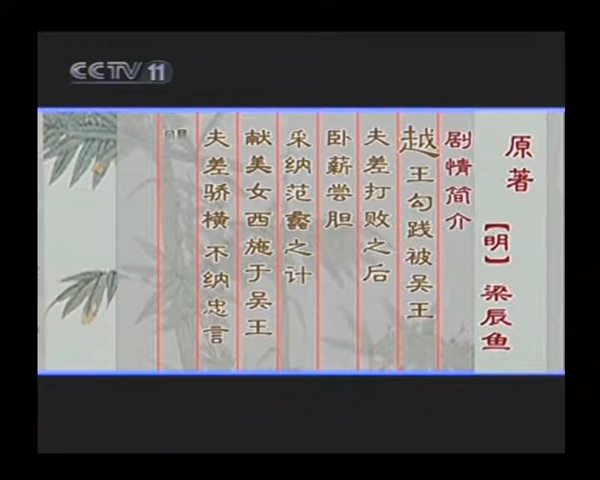 CCTV 11
原著
【明】 梁辰鱼
剧情简介
越王勾践被吴王
夫差打败之后
卧薪尝胆
采纳范蠡之计
献美女西施于吴王
夫差骄横 不纳忠言